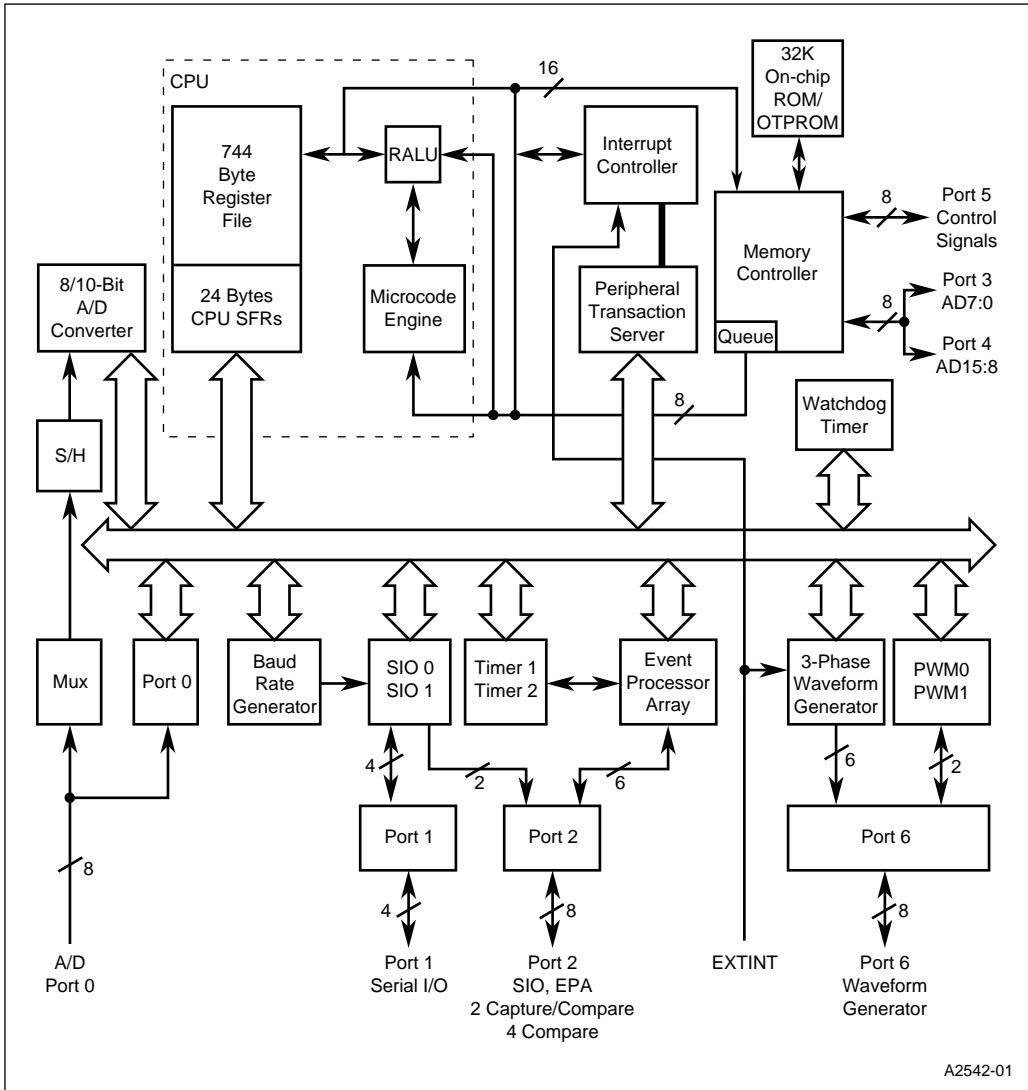 CPU
744
Byte
Register
File
24 Bytes
CPU SFRs
RALU
Microcode
Engine
16
Interrupt
Controller
Peripheral
Transaction
Server
32K
On-chip
ROM/
OTPROM
Memory
Controller
Queue
8
Port 5
Control
Signals
8
Port 3
AD7:0
Port 4
AD15:8
8
8/10-Bit
A/D
Converter
S/H
Watchdog
Timer
Mux
Port 0
Baud
Rate
Generator
SIO 0
SIO 1
Timer 1
Timer 2
Event
Processor
Array
3-Phase
Waveform
Generator
PWM0
PWM1
4
2
6
6
2
Port 1
Port 2
Port 6
8
4
8
8
A/D
Port 0
Port 1
Serial I/O
Port 2
SIO, EPA
2 Capture/Compare
4 Compare
EXTINT
Port 6
Waveform
Generator
A2542-01